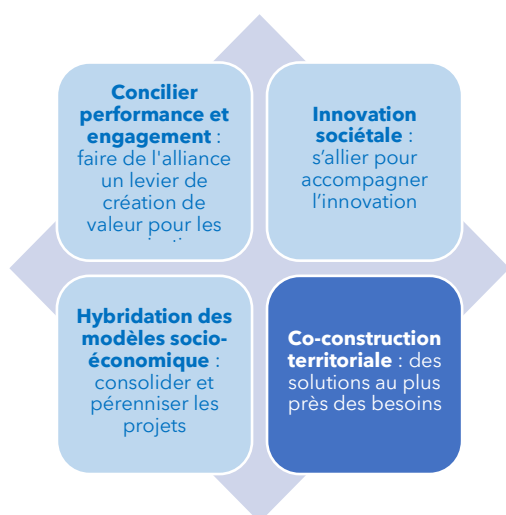 Concilier
performance et
engagement :
faire de l'alliance
un levier de
création de
valeur pour les
Innovation
sociétale :
s'allier pour
accompagner
l'innovation
Hybridation des
modèles socio-
économique :
consolider et
pérenniser les
projets
Co-construction
territoriale : des
solutions au plus
près des besoins